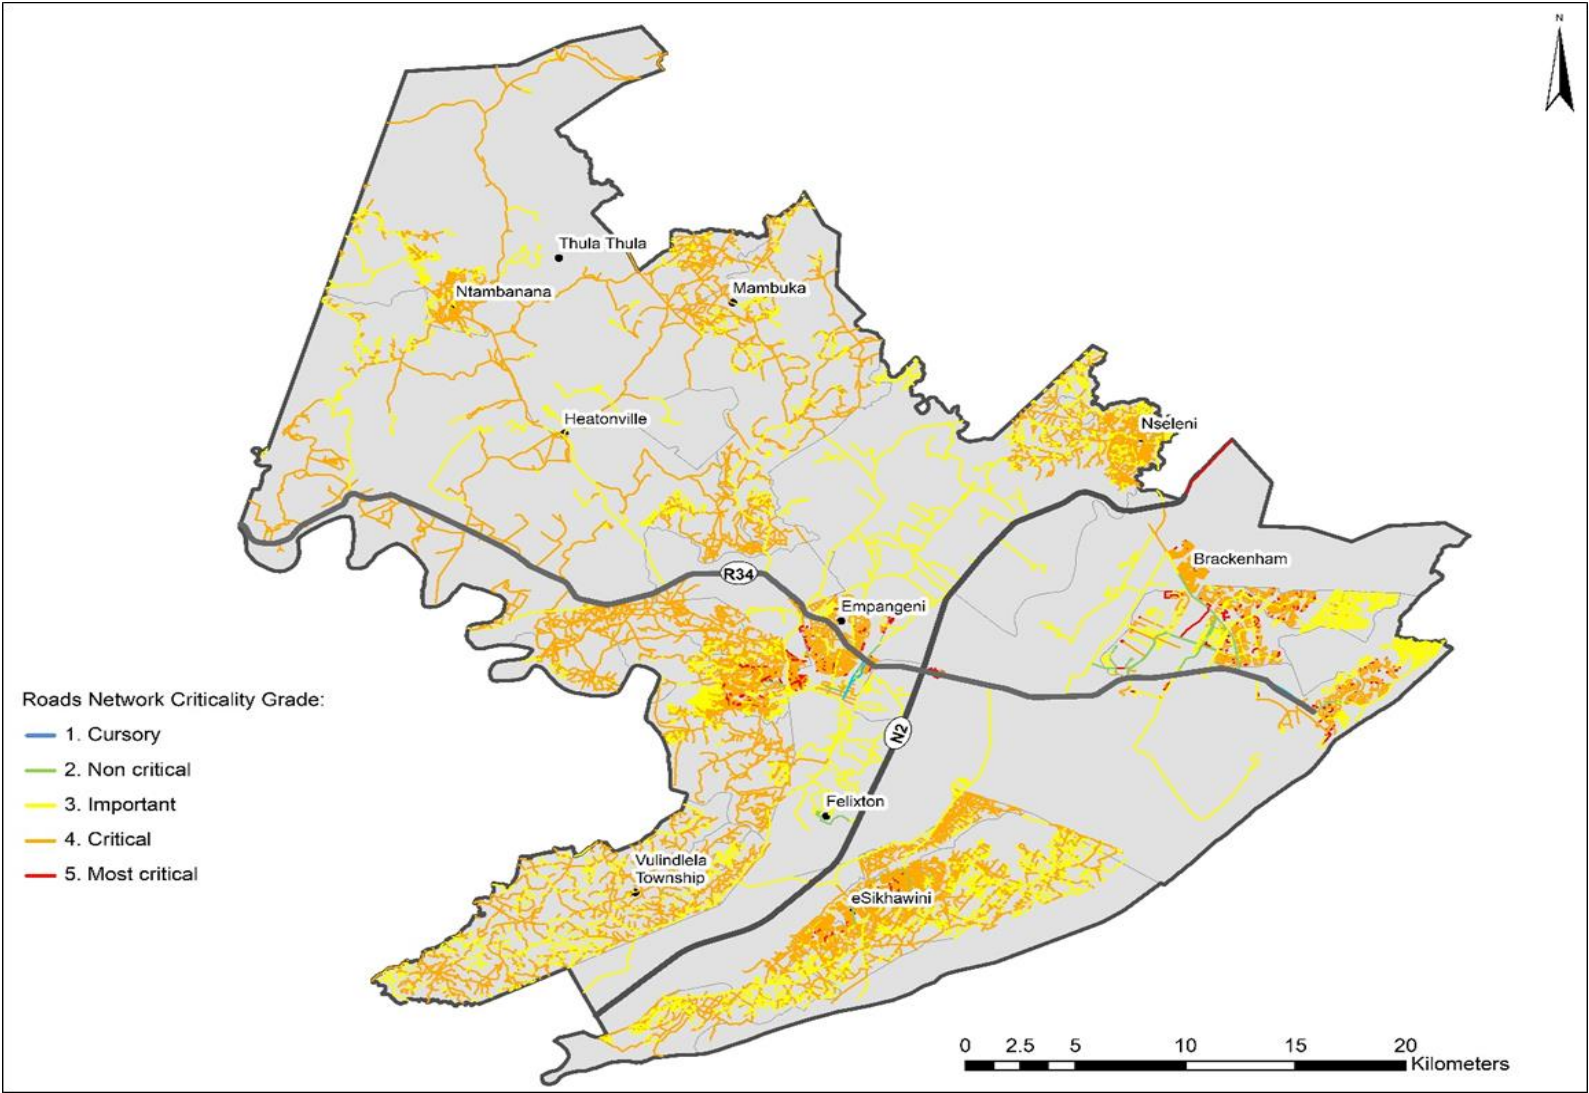 N
Thula Thula
Ntambanana
Mambuka
Heatonville
Nseleni
R34
Brackenham
Empangeni
N2
Roads Network Criticality Grade:
1. Cursory
2. Non critical
3. Important
4. Critical
5. Most critical
Felixton
Vulindlela
Township
eSikhawini
0 2.5 5 10 15 20
Kilometers